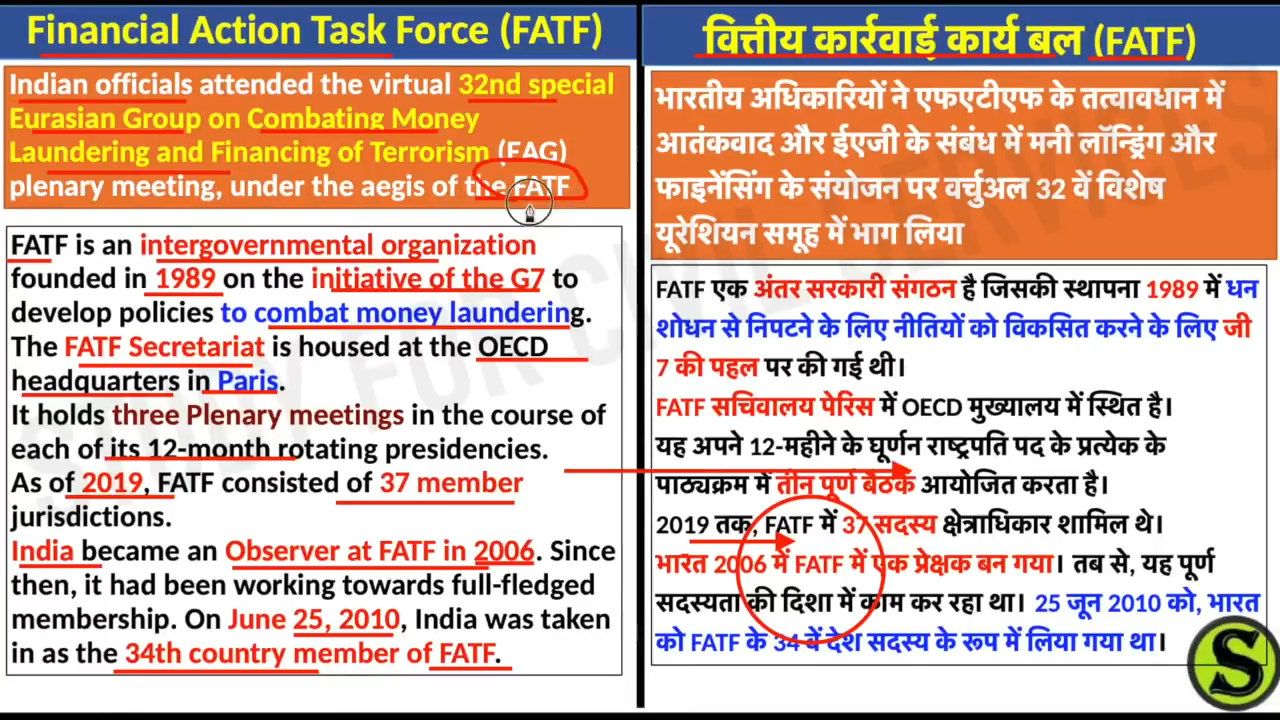 Financial Action Task Force (FATF)
Indian officials attended the virtual 32nd special
Eurasian Group on Combating Money
Laundering and Financing of Terrorism (EAG)
plenary meeting, under the aegis of the FATF
FATF is an intergovernmental organization
founded in 1989 on the initiative of the G7 to
develop policies to combat money laundering.
The FATF Secretariat is housed at the OECD
headquarters in Paris.
It holds three Plenary meetings in the course of
each of its 12-month rotating presidencies.
As of 2019, FATF consisted of 37 member
jurisdictions.
India became an Observer at FATF in 2006. Since
then, it had been working towards full-fledged
membership. On June 25, 2010, India was taken
in as the 34th country member of FATF.
वित्तीय कार्रवाई कार्य बल (FATF)
भारतीय अधिकारियों ने एफएटीएफ के तत्वावधान में
आतंकवाद और ईएजी के संबंध में मनी लॉन्ड्रिंग और
फाइनेंसिंग के संयोजन पर वर्चुअल 32 वें विशेष
यूरेशियन समूह में भाग लिया
FATF एक अंतर सरकारी संगठन है जिसकी स्थापना 1989 में धन
शोधन से निपटने के लिए नीतियों को विकसित करने के लिए जी
7 की पहल पर की गई थी।
FATF सचिवालय पेरिस में OECD मुख्यालय में स्थित है।
यह अपने 12-महीने के घूर्णन राष्ट्रपति पद के प्रत्येक के
पाठ्यक्रम में तीन पूर्ण बैठकें आयोजित करता है।
2019 तक, FATF में 37 सदस्य क्षेत्राधिकार शामिल थे।
भारत 2006 में FATF में एक प्रेक्षक बन गया। तब से, यह पूर्ण
सदस्यता की दिशा में काम कर रहा था। 25 जून 2010 को, भारत
को FATF के 34 वें देश सदस्य के रूप में लिया गया था।
STUDY FOR CIVIL SERVICES
S